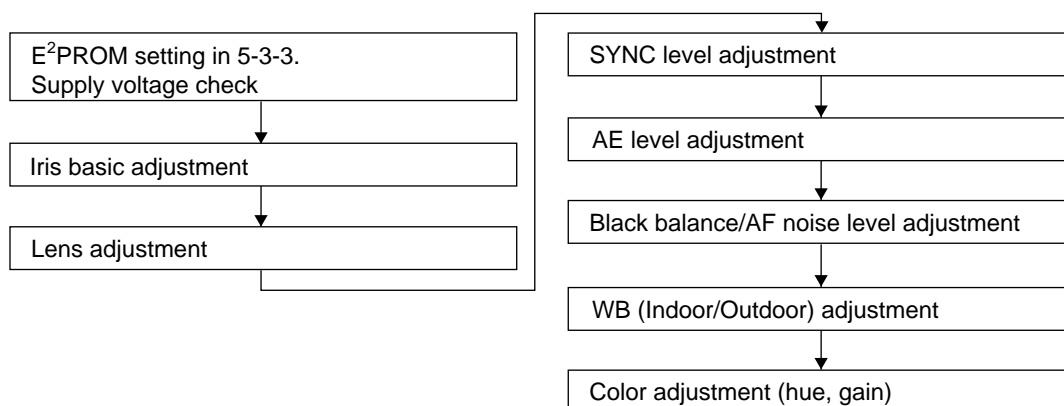 E²PROM setting in 5-3-3.
Supply voltage check
Iris basic adjustment
Lens adjustment
SYNC level adjustment
AE level adjustment
Black balance/AF noise level adjustment
WB (Indoor/Outdoor) adjustment
Color adjustment (hue, gain)